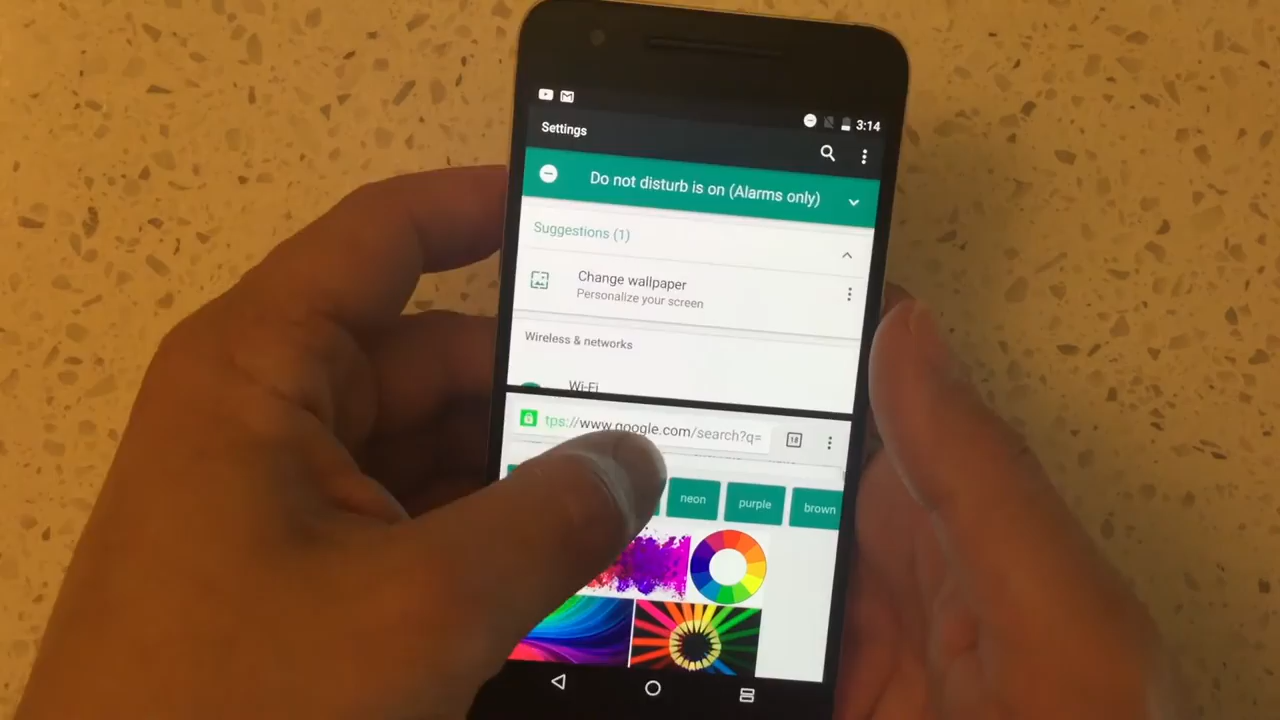 3:14
Settings
Do not disturb is on (Alarms only)
Suggestions (1)
Change wallpaper
Personalize your screen
Wireless & networks
Wi-Fi
tps://www.google.com/search?q=
18
neon
purple
brown